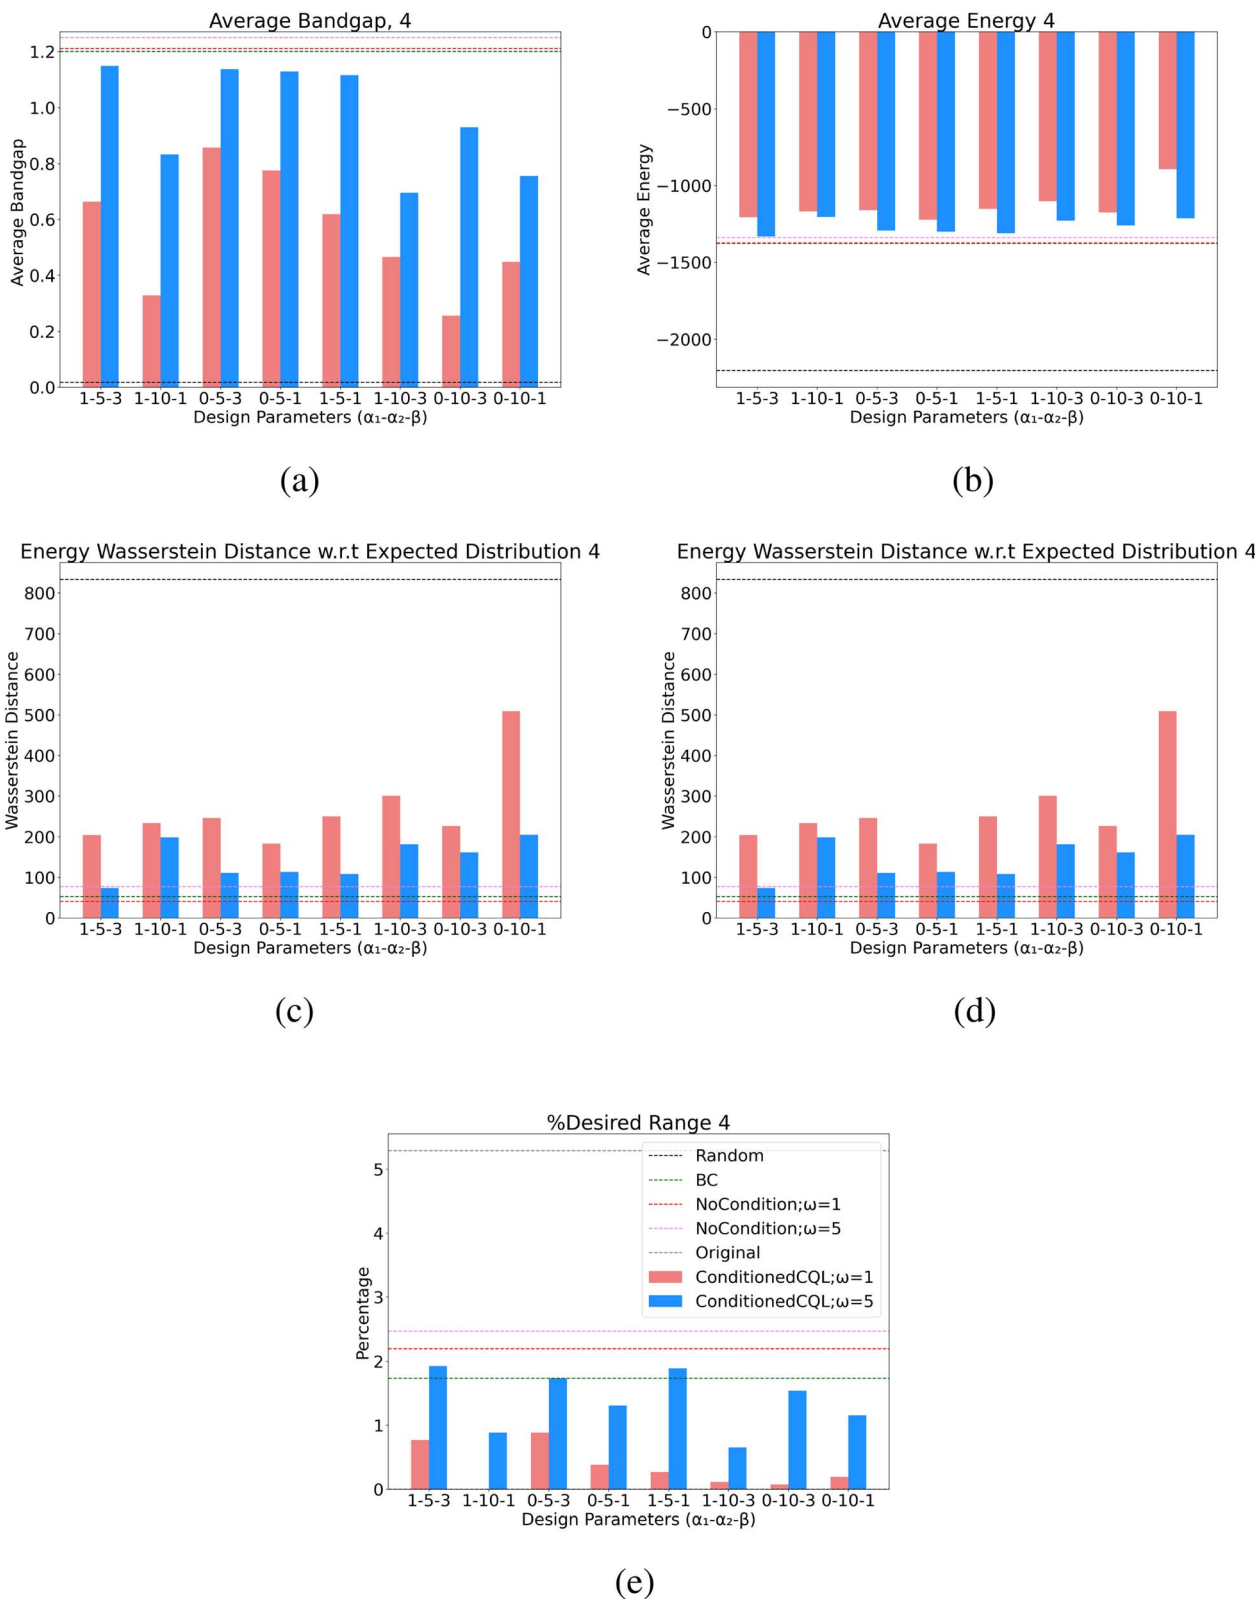 Average Bandgap, 4
Average Bandgap
1.2
1.0
0.8
0.6
0.4
0.2
0.0
1-5-3 1-10-1 0-5-3 0-5-1 1-5-1 1-10-3 0-10-3 0-10-1
Design Parameters (α₁-α₂-β)
(a)
Average Energy 4
Average Energy
0
−500
−1000
−1500
−2000
1-5-3 1-10-1 0-5-3 0-5-1 1-5-1 1-10-3 0-10-3 0-10-1
Design Parameters (α₁-α₂-β)
(b)
Energy Wasserstein Distance w.r.t Expected Distribution 4
Wasserstein Distance
800
700
600
500
400
300
200
100
0
1-5-3 1-10-1 0-5-3 0-5-1 1-5-1 1-10-3 0-10-3 0-10-1
Design Parameters (α₁-α₂-β)
(c)
Energy Wasserstein Distance w.r.t Expected Distribution 4
Wasserstein Distance
800
700
600
500
400
300
200
100
0
1-5-3 1-10-1 0-5-3 0-5-1 1-5-1 1-10-3 0-10-3 0-10-1
Design Parameters (α₁-α₂-β)
(d)
%Desired Range 4
Percentage
5
4
3
2
1
0
Random
BC
NoCondition;ω=1
NoCondition;ω=5
Original
ConditionedCQL;ω=1
ConditionedCQL;ω=5
1-5-3 1-10-1 0-5-3 0-5-1 1-5-1 1-10-3 0-10-3 0-10-1
Design Parameters (α₁-α₂-β)
(e)